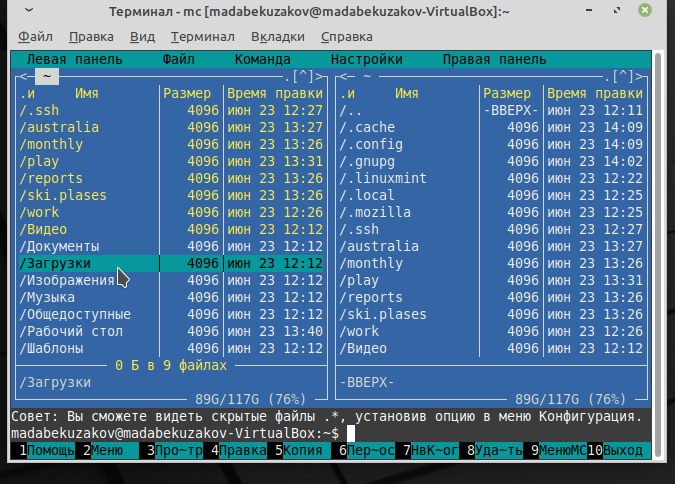 Терминал - mc [madabekuzakov@madabekuzakov-VirtualBox]:~
Файл Правка Вид Терминал Вкладки Справка
Левая панель Файл Команда Настройки Правая панель
<─ ~ ─.[^]> <─ ~ ─.[^]>
.и Имя Размер Время правки .и Имя Размер Время правки
/.ssh 4096 июн 23 12:27 /.. -ВВЕРХ- июн 23 12:11
/australia 4096 июн 23 13:27 /.cache 4096 июн 23 14:09
/monthly 4096 июн 23 13:26 /.config 4096 июн 23 14:09
/play 4096 июн 23 13:31 /.gnupg 4096 июн 23 14:02
/reports 4096 июн 23 13:26 /.linuxmint 4096 июн 23 12:22
/ski.plases 4096 июн 23 13:26 /.local 4096 июн 23 12:25
/work 4096 июн 23 12:26 /.mozilla 4096 июн 23 12:25
/Видео 4096 июн 23 12:12 /.ssh 4096 июн 23 12:27
/Документы 4096 июн 23 12:12 /australia 4096 июн 23 13:27
/Загрузки 4096 июн 23 12:12 /monthly 4096 июн 23 13:26
/Изображения 4096 июн 23 12:12 /play 4096 июн 23 13:31
/Музыка 4096 июн 23 12:12 /reports 4096 июн 23 13:26
/Общедоступные 4096 июн 23 12:12 /ski.plases 4096 июн 23 13:26
/Рабочий стол 4096 июн 23 13:40 /work 4096 июн 23 12:26
/Шаблоны 4096 июн 23 12:12 /Видео 4096 июн 23 12:12
0 Б в 9 файлах
/Загрузки -ВВЕРХ-
89G/117G (76%) 89G/117G (76%)
Совет: Вы сможете видеть скрытые файлы .*, установив опцию в меню Конфигурация.
madabekuzakov@madabekuzakov-VirtualBox:~$
1Помощь 2Меню 3Про~тр 4Правка 5Копия 6Пер~ос 7НвК~ог 8Уда~ть 9МенюМС 10Выход